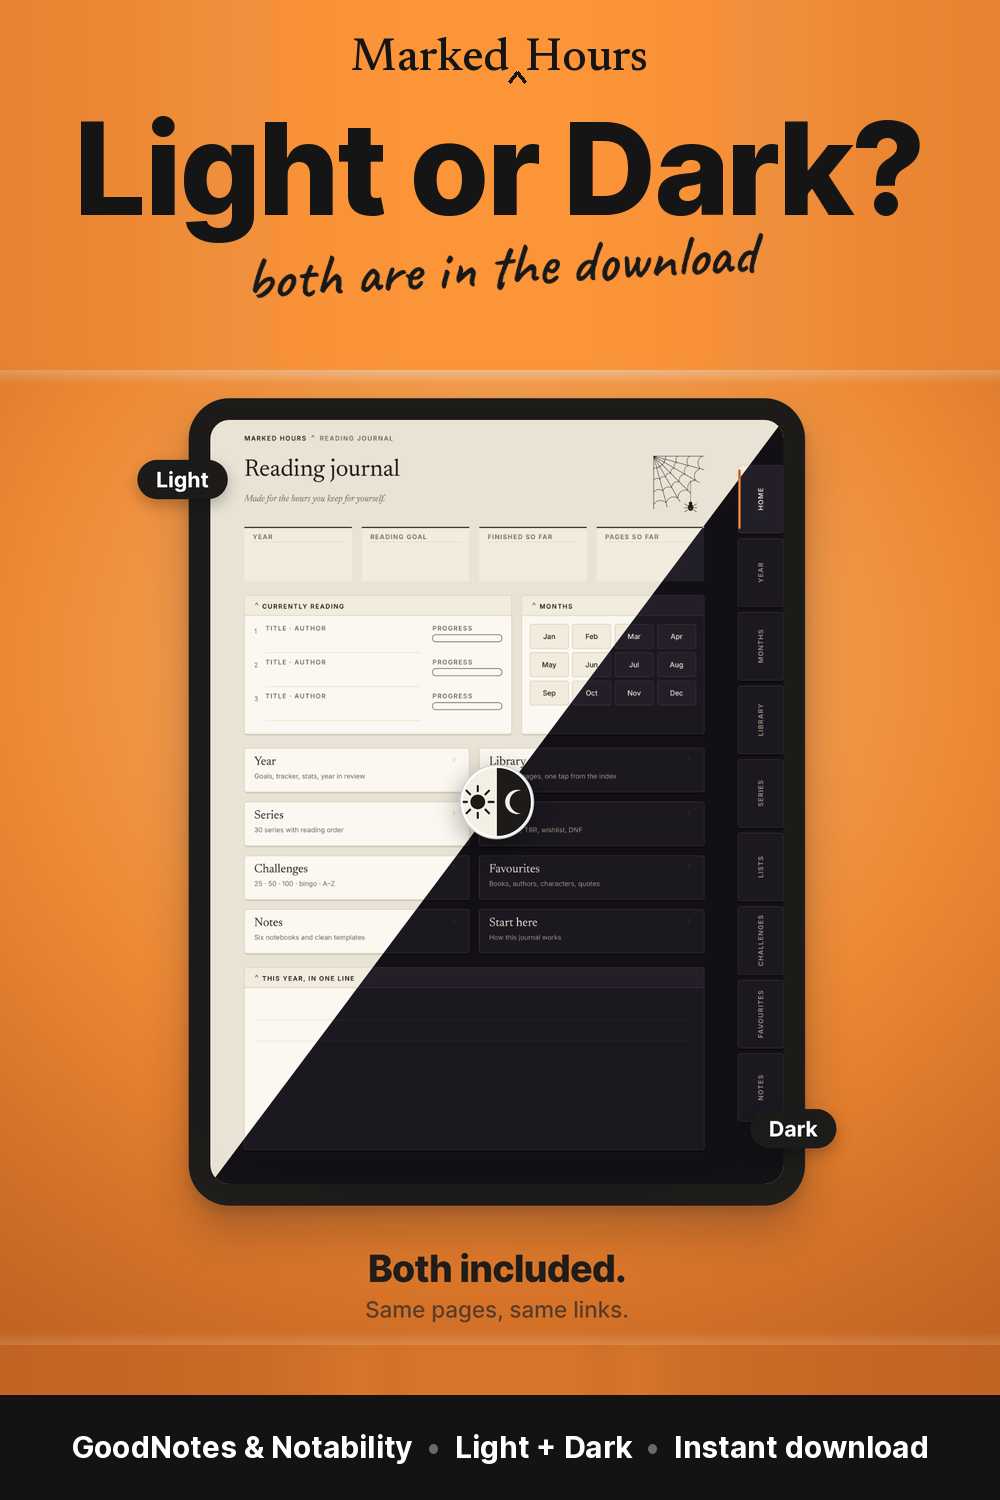 Marked ^ Hours
Light or Dark?
both are in the download
MARKED HOURS ^ READING JOURNAL
Reading journal
Made for the hours you keep for yourself.
Light
YEAR
READING GOAL
FINISHED SO FAR
PAGES SO FAR
^ CURRENTLY READING
1 TITLE · AUTHOR PROGRESS
2 TITLE · AUTHOR PROGRESS
3 TITLE · AUTHOR PROGRESS
^ MONTHS
Jan Feb Mar Apr
May Jun Jul Aug
Sep Oct Nov Dec
Year
Goals, tracker, stats, year in review
Library
one tap from the index
Series
30 series with reading order
TBR, wishlist, DNF
Challenges
25 · 50 · 100 · bingo · A–Z
Favourites
Books, authors, characters, quotes
Notes
Six notebooks and clean templates
Start here
How this journal works
^ THIS YEAR, IN ONE LINE
HOME
YEAR
MONTHS
LIBRARY
SERIES
LISTS
CHALLENGES
FAVOURITES
NOTES
Dark
Both included.
Same pages, same links.
GoodNotes & Notability • Light + Dark • Instant download